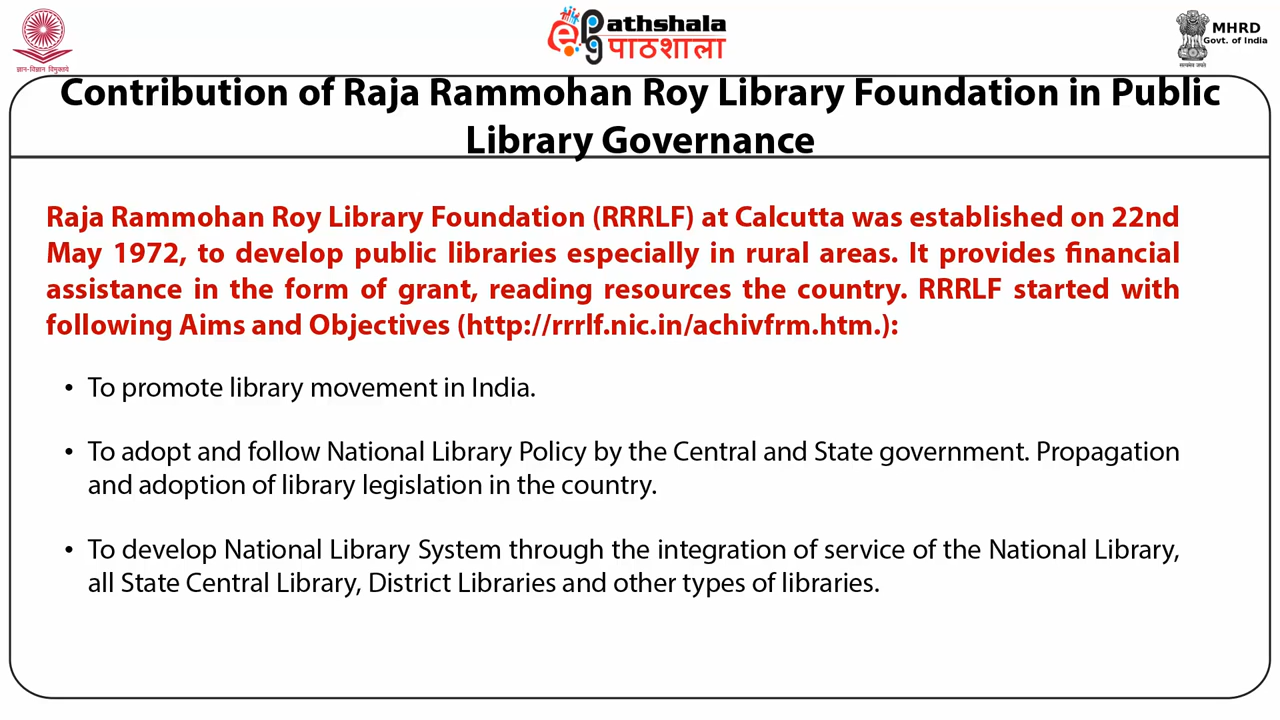 ज्ञान-विज्ञान विमुक्तये
ePathshala
पाठशाला
MHRD
Govt. of India
सत्यमेव जयते
Contribution of Raja Rammohan Roy Library Foundation in Public
Library Governance
Raja Rammohan Roy Library Foundation (RRRLF) at Calcutta was established on 22nd
May 1972, to develop public libraries especially in rural areas. It provides financial
assistance in the form of grant, reading resources the country. RRRLF started with
following Aims and Objectives (http://rrrlf.nic.in/achivfrm.htm.):
• To promote library movement in India.
• To adopt and follow National Library Policy by the Central and State government. Propagation
and adoption of library legislation in the country.
• To develop National Library System through the integration of service of the National Library,
all State Central Library, District Libraries and other types of libraries.